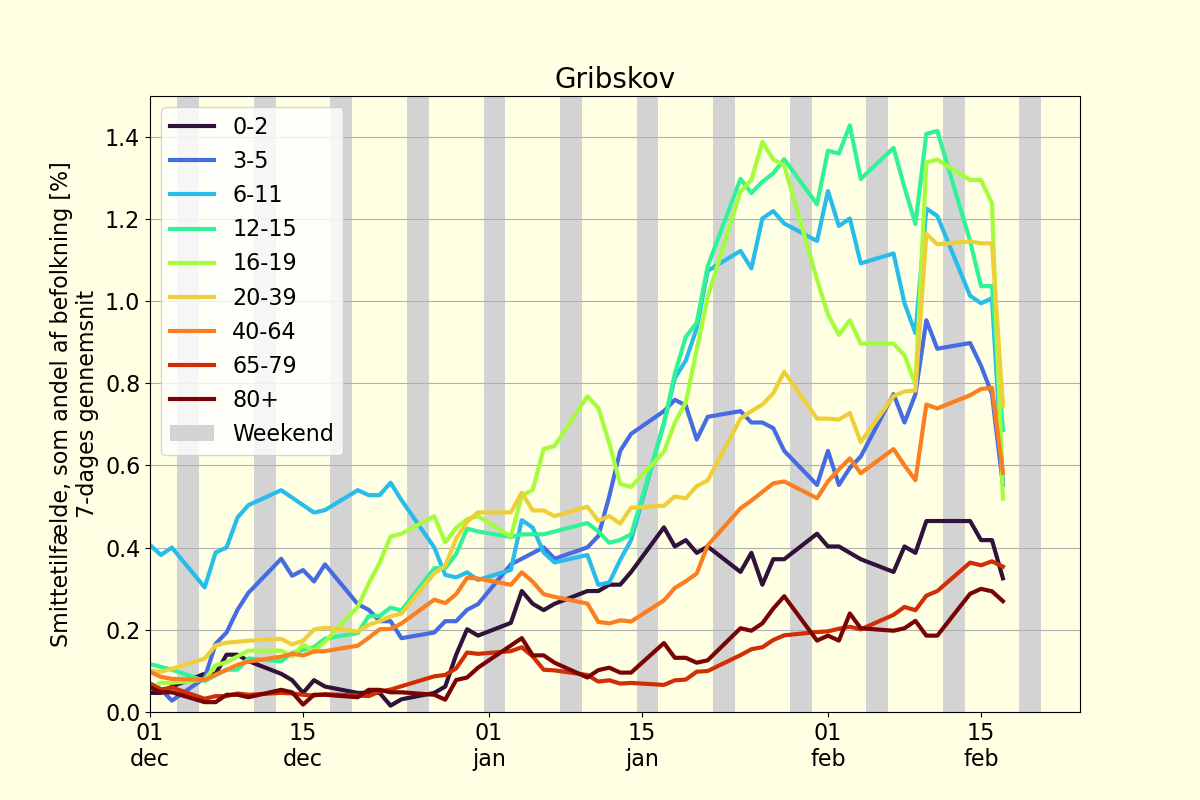 Gribskov
Smittetilfælde, som andel af befolkning [%]
7-dages gennemsnit
1.4
1.2
1.0
0.8
0.6
0.4
0.2
0.0
0-2
3-5
6-11
12-15
16-19
20-39
40-64
65-79
80+
Weekend
01 15 01 15 01 15
dec dec jan jan feb feb